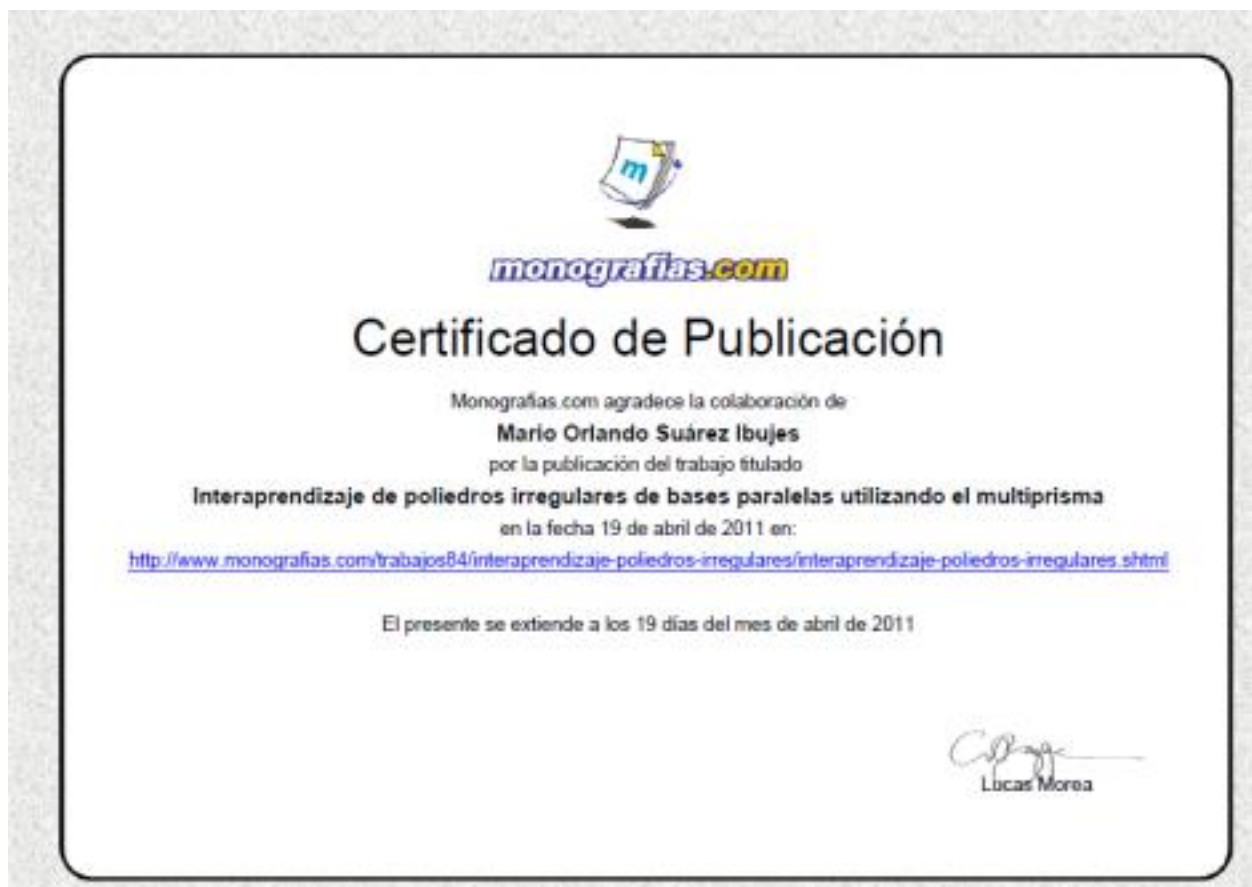 m
monografias.com
Certificado de Publicación
Monografias.com agradece la colaboración de
Mario Orlando Suárez Ibujes
por la publicación del trabajo titulado
Interaprendizaje de poliedros irregulares de bases paralelas utilizando el multiprisma
en la fecha 19 de abril de 2011 en:
http://www.monografias.com/trabajos84/interaprendizaje-poliedros-irregulares/interaprendizaje-poliedros-irregulares.shtml
El presente se extiende a los 19 días del mes de abril de 2011
Lucas Morea